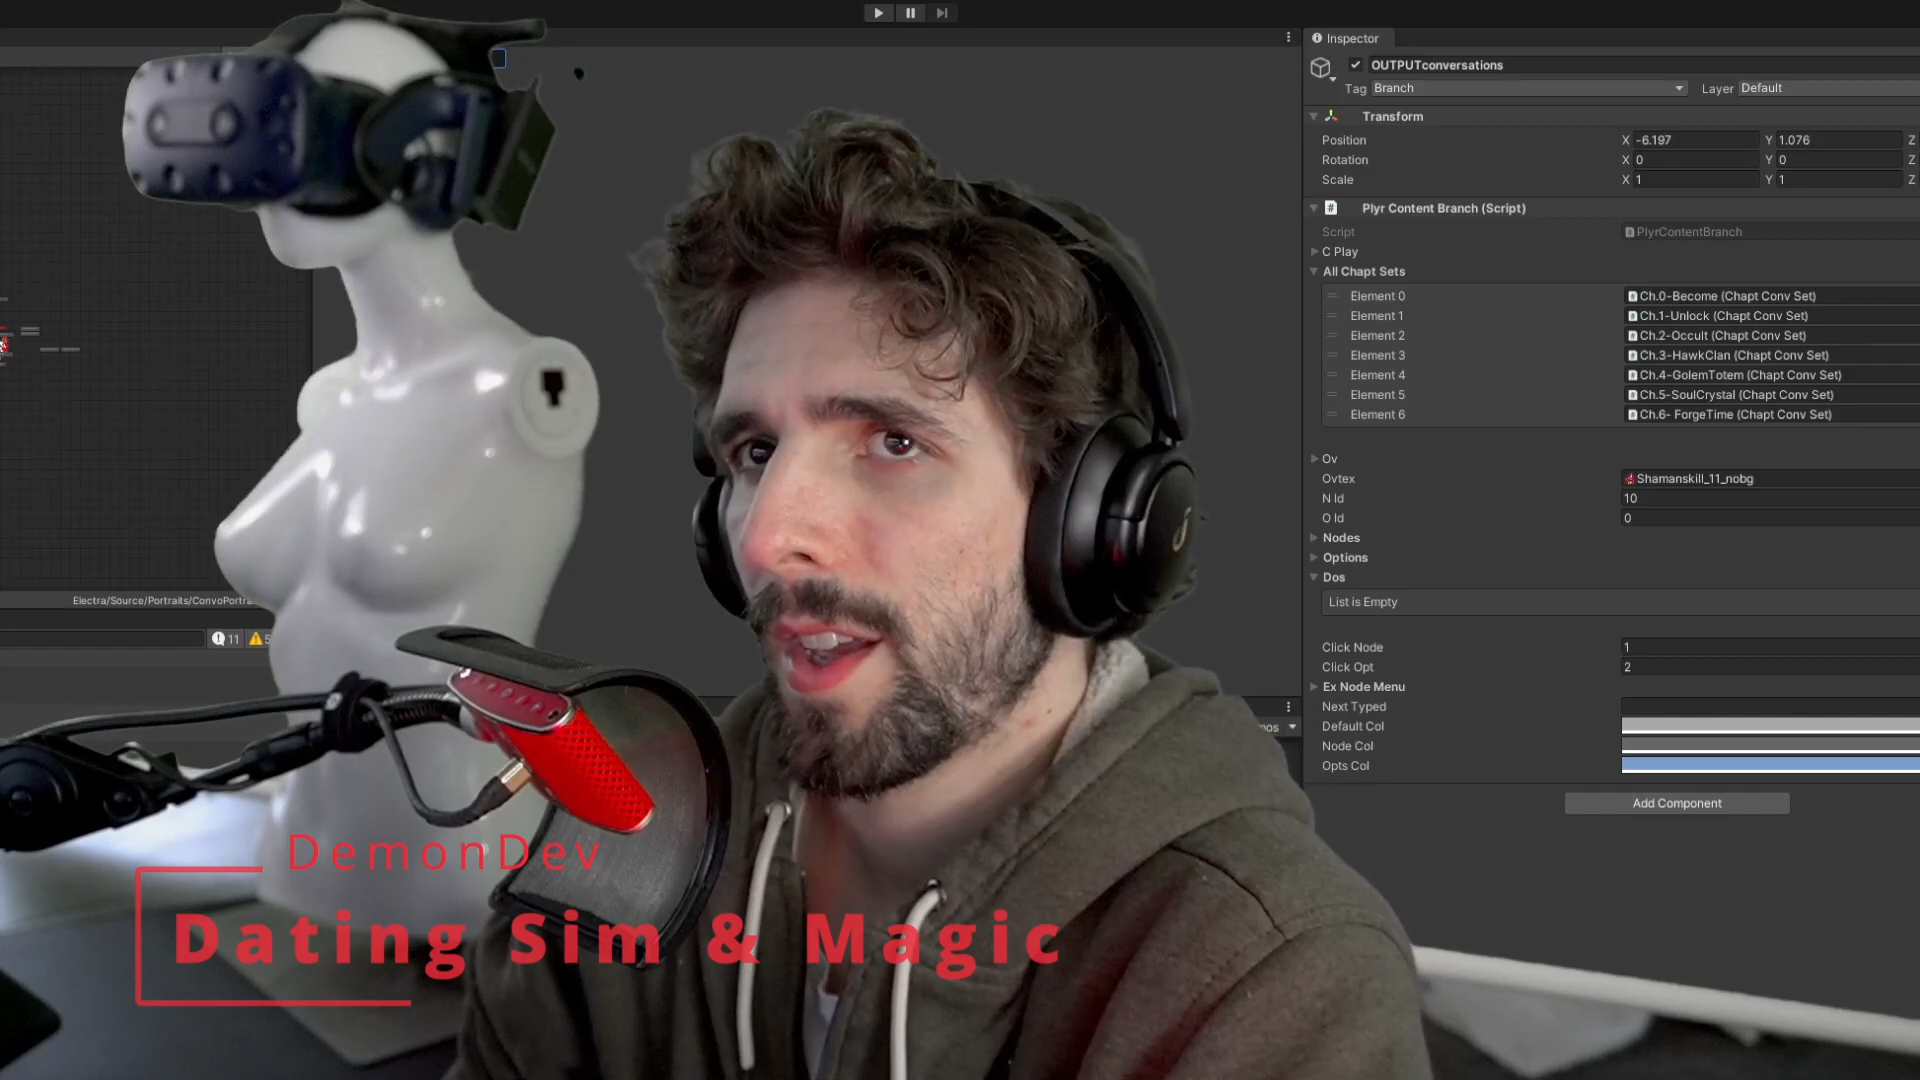 Inspector
OUTPUTconversations
Tag Branch Layer Default
Transform
Position X -6.197 Y 1.076 Z
Rotation X 0 Y 0 Z
Scale X 1 Y 1 Z
# Plyr Content Branch (Script)
Script PlyrContentBranch
C Play
All Chapt Sets
Element 0 Ch.0-Become (Chapt Conv Set)
Element 1 Ch.1-Unlock (Chapt Conv Set)
Element 2 Ch.2-Occult (Chapt Conv Set)
Element 3 Ch.3-HawkClan (Chapt Conv Set)
Element 4 Ch.4-GolemTotem (Chapt Conv Set)
Element 5 Ch.5-SoulCrystal (Chapt Conv Set)
Element 6 Ch.6- ForgeTime (Chapt Conv Set)
Ov
Ovtex Shamanskill_11_nobg
N Id 10
O Id 0
Nodes
Options
Dos
List is Empty
Click Node 1
Click Opt 2
Ex Node Menu
Next Typed
Default Col
Node Col
Opts Col
Add Component
Electra/Source/Portraits/ConvoPortra
11 5
DemonDev
Dating Sim & Magic